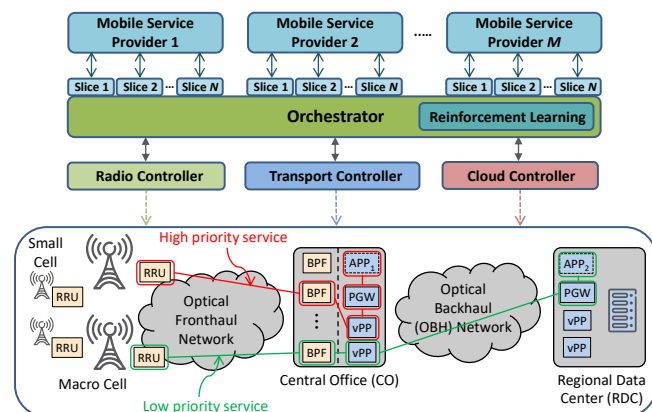 Mobile Service
Provider 1
Mobile Service
Provider 2
.....
Mobile Service
Provider M
Slice 1 Slice 2 ... Slice N
Slice 1 Slice 2 ... Slice N
Slice 1 Slice 2 ... Slice N
Orchestrator
Reinforcement Learning
Radio Controller
Transport Controller
Cloud Controller
Small
Cell
High priority service
RRU
RRU
RRU
RRU
Macro Cell
Optical
Fronthaul
Network
Low priority service
BPF
BPF
BPF
APP1
PGW
vPP
vPP
Central Office (CO)
Optical
Backhaul
(OBH) Network
APP2
PGW
vPP
vPP
Regional Data
Center (RDC)